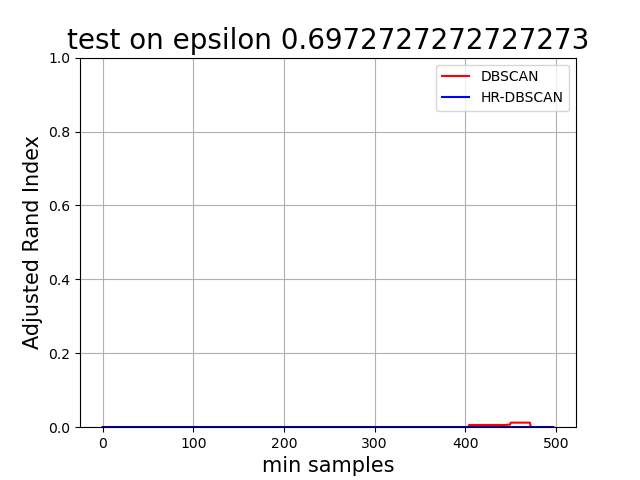 test on epsilon 0.6972727272727273
DBSCAN
HR-DBSCAN
Adjusted Rand Index
1.0
0.8
0.6
0.4
0.2
0.0
0 100 200 300 400 500
min samples